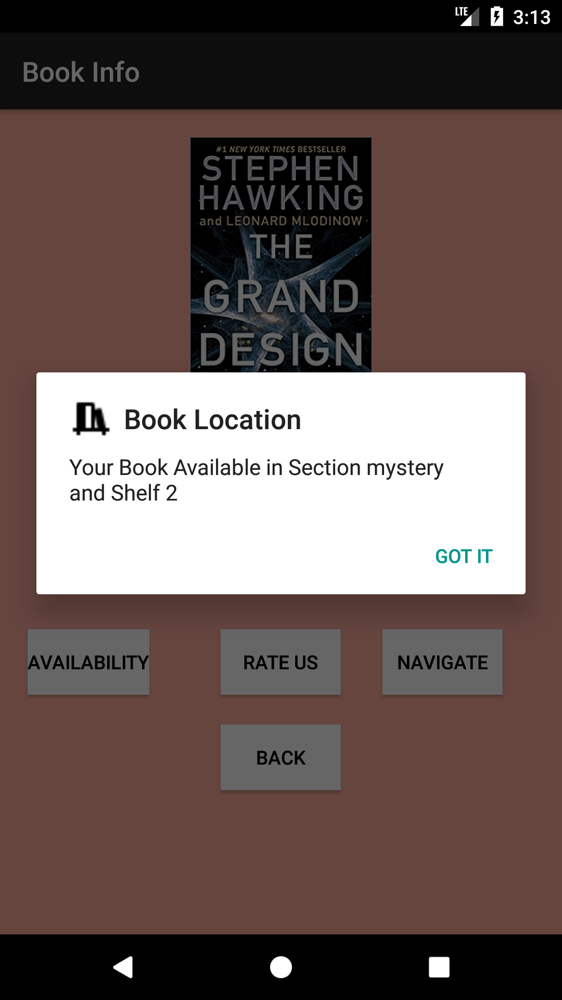 LTE 3:13
Book Info
#1 NEW YORK TIMES BESTSELLER
STEPHEN
HAWKING
and LEONARD MLODINOW
THE
GRAND
DESIGN
Book Location
Your Book Available in Section mystery
and Shelf 2
GOT IT
AVAILABILITY RATE US NAVIGATE
BACK